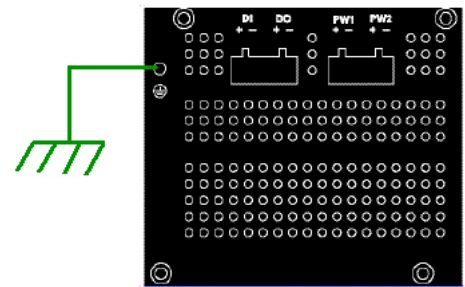 DI DO PW1 PW2
+ - + - + - + -